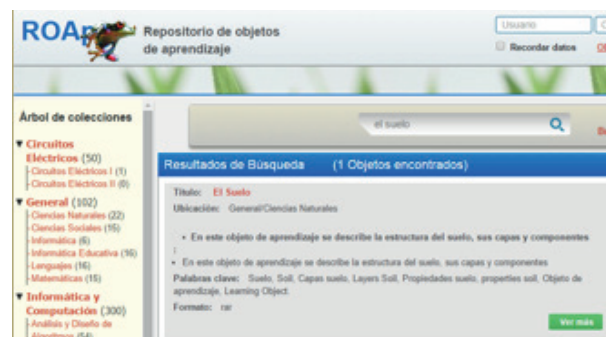 ROAp
Repositorio de objetos
de aprendizaje
Usuario
Recordar datos
Árbol de colecciones
el suelo
▼ Circuitos
Eléctricos (50)
Circuitos Eléctricos I (1)
Circuitos Eléctricos II (0)
▼ General (102)
Ciencias Naturales (22)
Ciencias Sociales (15)
Informática (6)
Informática Educativa (16)
Lenguajes (16)
Matemáticas (15)
▼ Informática y
Computación (300)
Análisis y Diseño de
Algoritmos (54)
Resultados de Búsqueda (1 Objetos encontrados)
Título: El Suelo
Ubicación: General/Ciencias Naturales
• En este objeto de aprendizaje se describe la estructura del suelo, sus capas y componentes
:
• En este objeto de aprendizaje se describe la estructura del suelo, sus capas y componentes
Palabras clave: Suelo, Soil, Capas suelo, Layers Soil, Propiedades suelo, properties soil, Objeto de
aprendizaje, Learning Object.
Formato: rar
Ver más